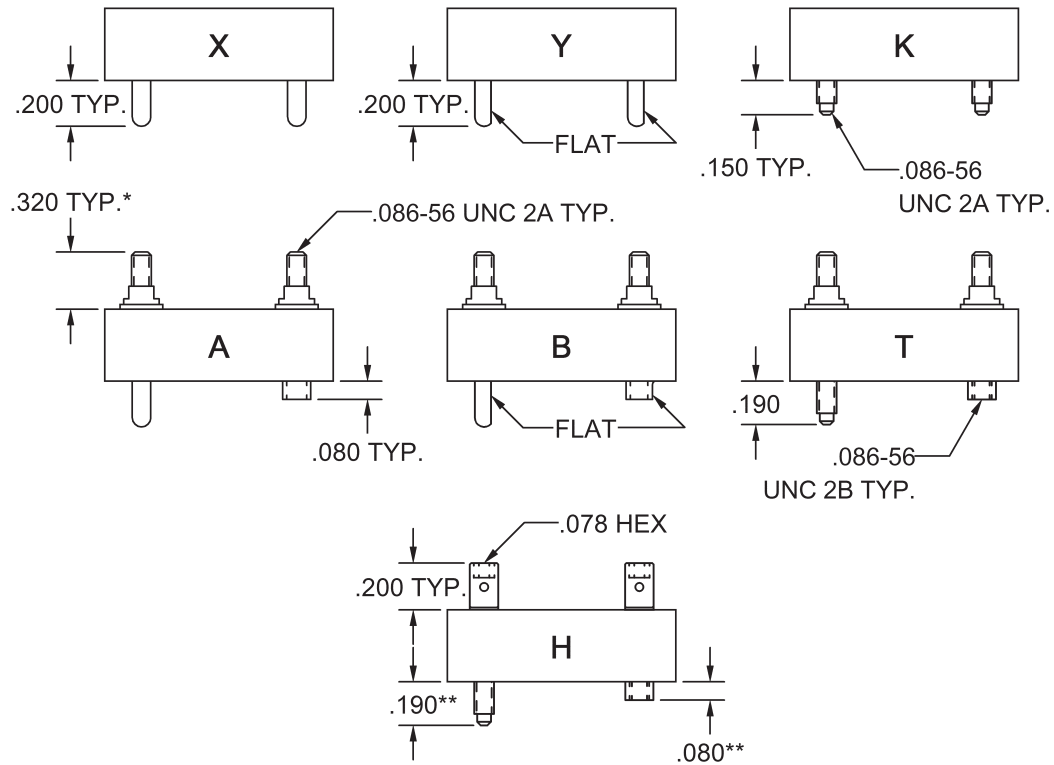 X
.200 TYP.
Y
.200 TYP.
FLAT
K
.150 TYP.
.086-56
UNC 2A TYP.
.320 TYP.*
.086-56 UNC 2A TYP.
A
.080 TYP.
B
FLAT
T
.190
.086-56
UNC 2B TYP.
.078 HEX
.200 TYP.
H
.190**
.080**